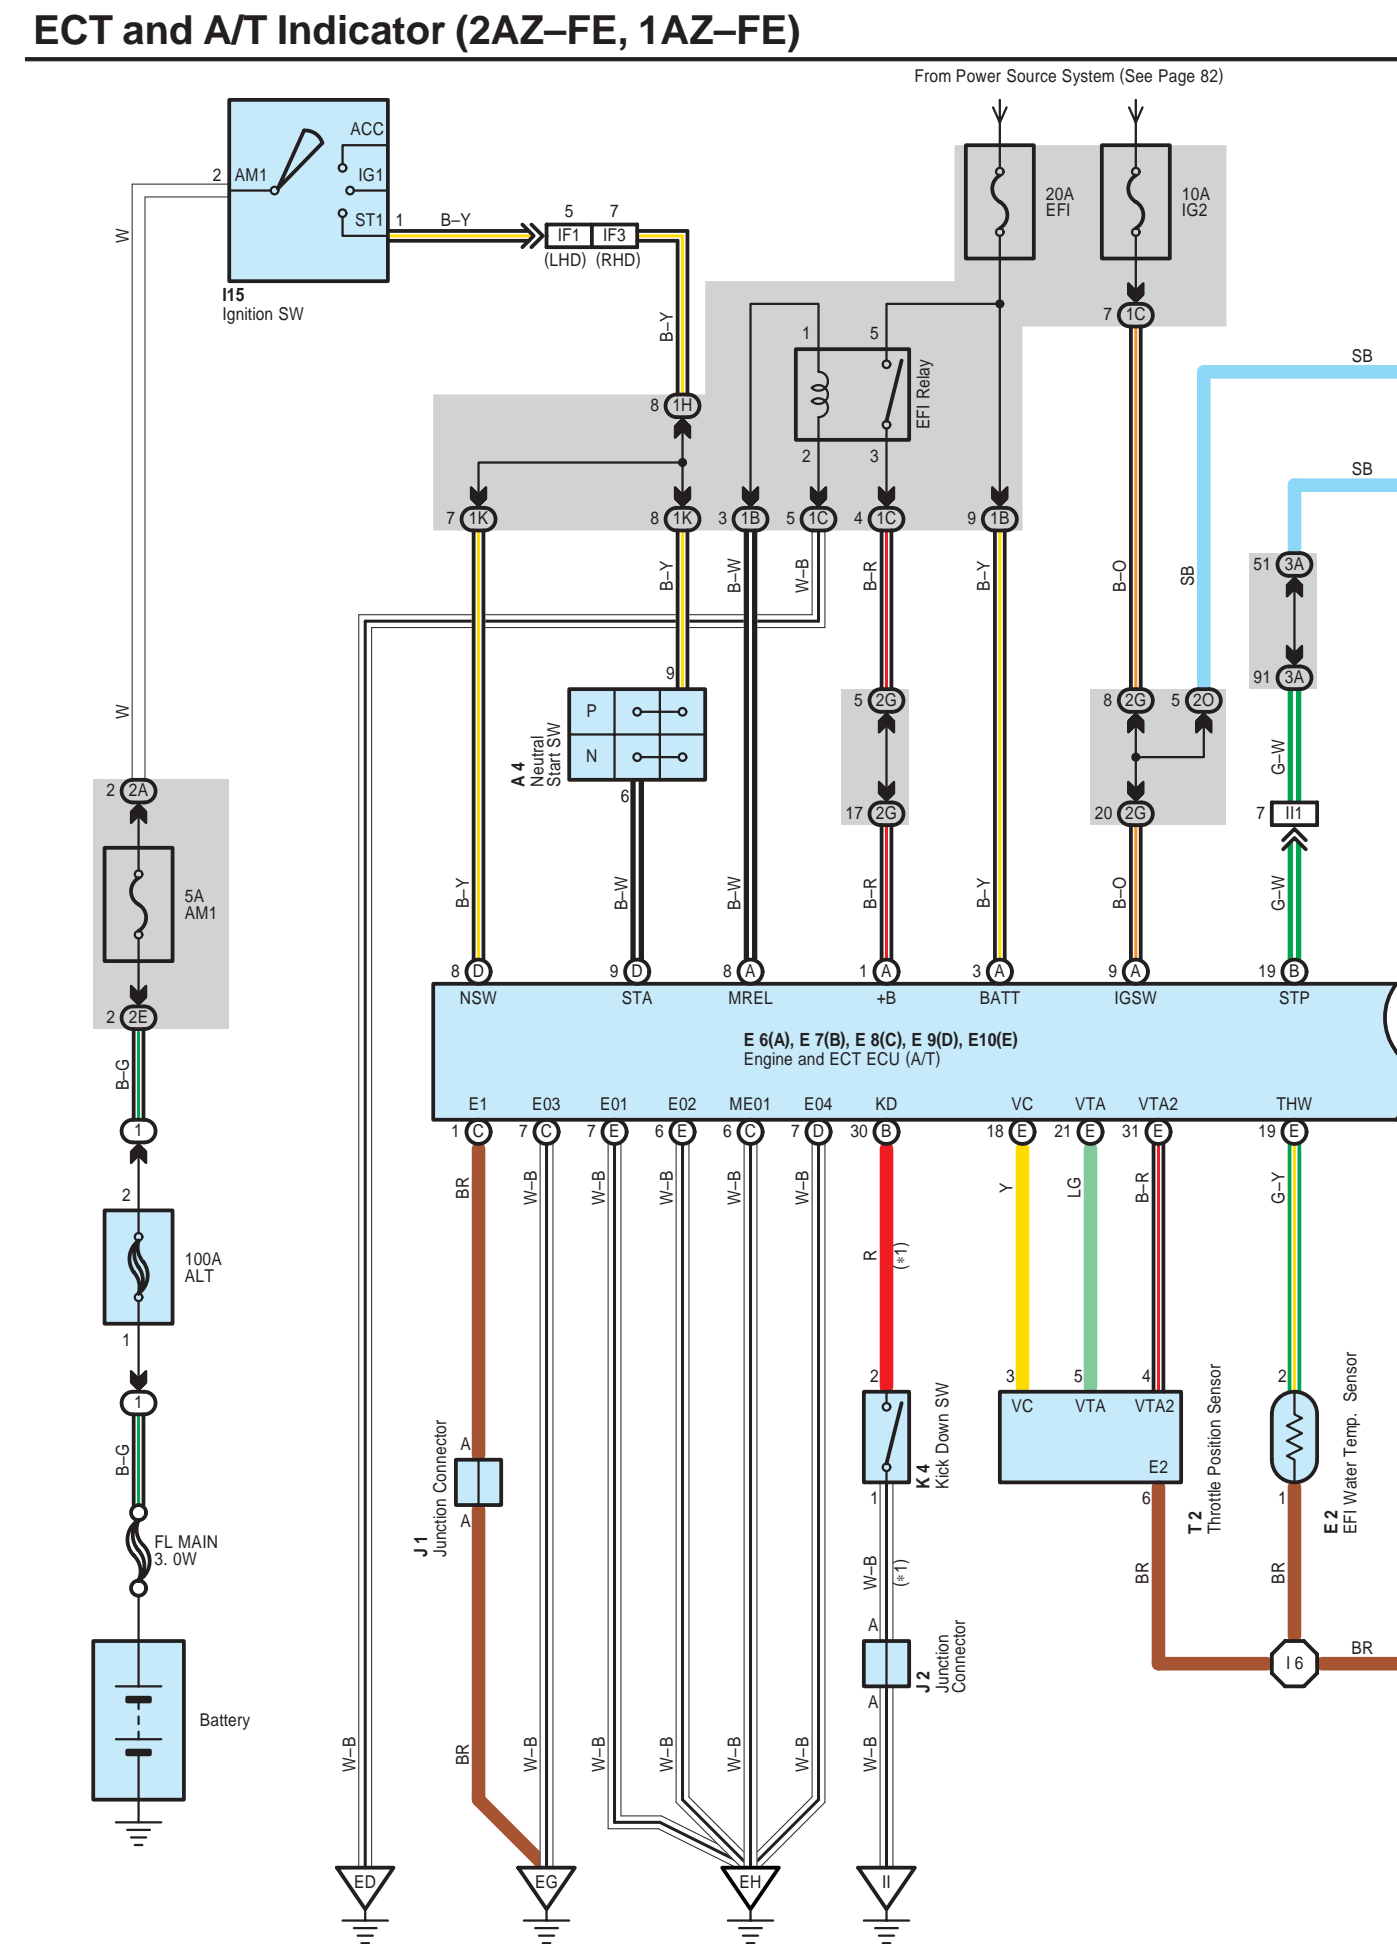 ECT and A/T Indicator (2AZ–FE, 1AZ–FE)
From Power Source System (See Page 82)
ACC
2 AM1 IG1
ST1 1 B–Y
5 7
IF1 IF3
(LHD) (RHD)
I15
Ignition SW
20A
EFI
10A
IG2
7 1C
W
B–Y
1 5
EFI Relay
2 3
SB
8 1H
SB
7 1K
8 1K
3 1B
5 1C
4 1C
9 1B
51 3A
B–Y
B–W
W–B
B–R
B–Y
B–O
SB
91 3A
9
P
N
A 4
Neutral
Start SW
6
5 2G
8 2G
5 2O
W
G–W
2 2A
17 2G
20 2G
7 II1
5A
AM1
B–Y
B–W
B–W
B–R
B–Y
B–O
G–W
8 D
9 D
8 A
1 A
3 A
9 A
19 B
NSW STA MREL +B BATT IGSW STP
2 2E
E 6(A), E 7(B), E 8(C), E 9(D), E10(E)
Engine and ECT ECU (A/T)
B–G
E1 E03 E01 E02 ME01 E04 KD VC VTA VTA2 THW
1
1 C
7 C
7 E
6 E
6 C
7 D
30 B
18 E
21 E
31 E
19 E
2
BR
W–B
W–B
W–B
W–B
W–B
Y
LG
B–R
G–Y
R
(*1)
100A
ALT
1
1
2
3
5
4
2
VC VTA VTA2
E2
K 4
Kick Down SW
T 2
Throttle Position Sensor
E 2
EFI Water Temp. Sensor
B–G
A
J 1
Junction Connector
A
1
6
1
FL MAIN
3. 0W
W–B
(*1)
BR
BR
A
J 2
Junction
Connector
A
I 6
BR
Battery
W–B
BR
W–B
W–B
W–B
W–B
W–B
W–B
ED
EG
EH
II